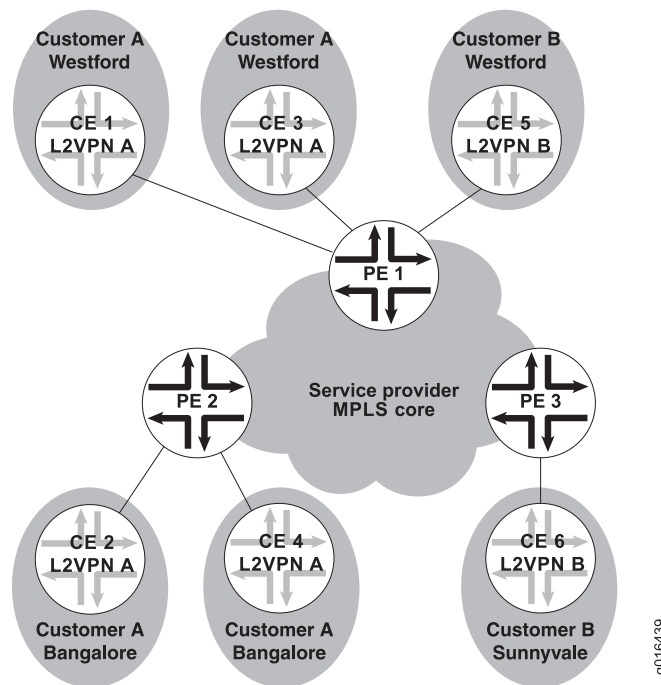 Customer A
Westford
Customer A
Westford
Customer B
Westford
CE 1
L2VPN A
CE 3
L2VPN A
CE 5
L2VPN B
PE 1
Service provider
MPLS core
PE 2
PE 3
CE 2
L2VPN A
CE 4
L2VPN A
CE 6
L2VPN B
Customer A
Bangalore
Customer A
Bangalore
Customer B
Sunnyvale
g016439